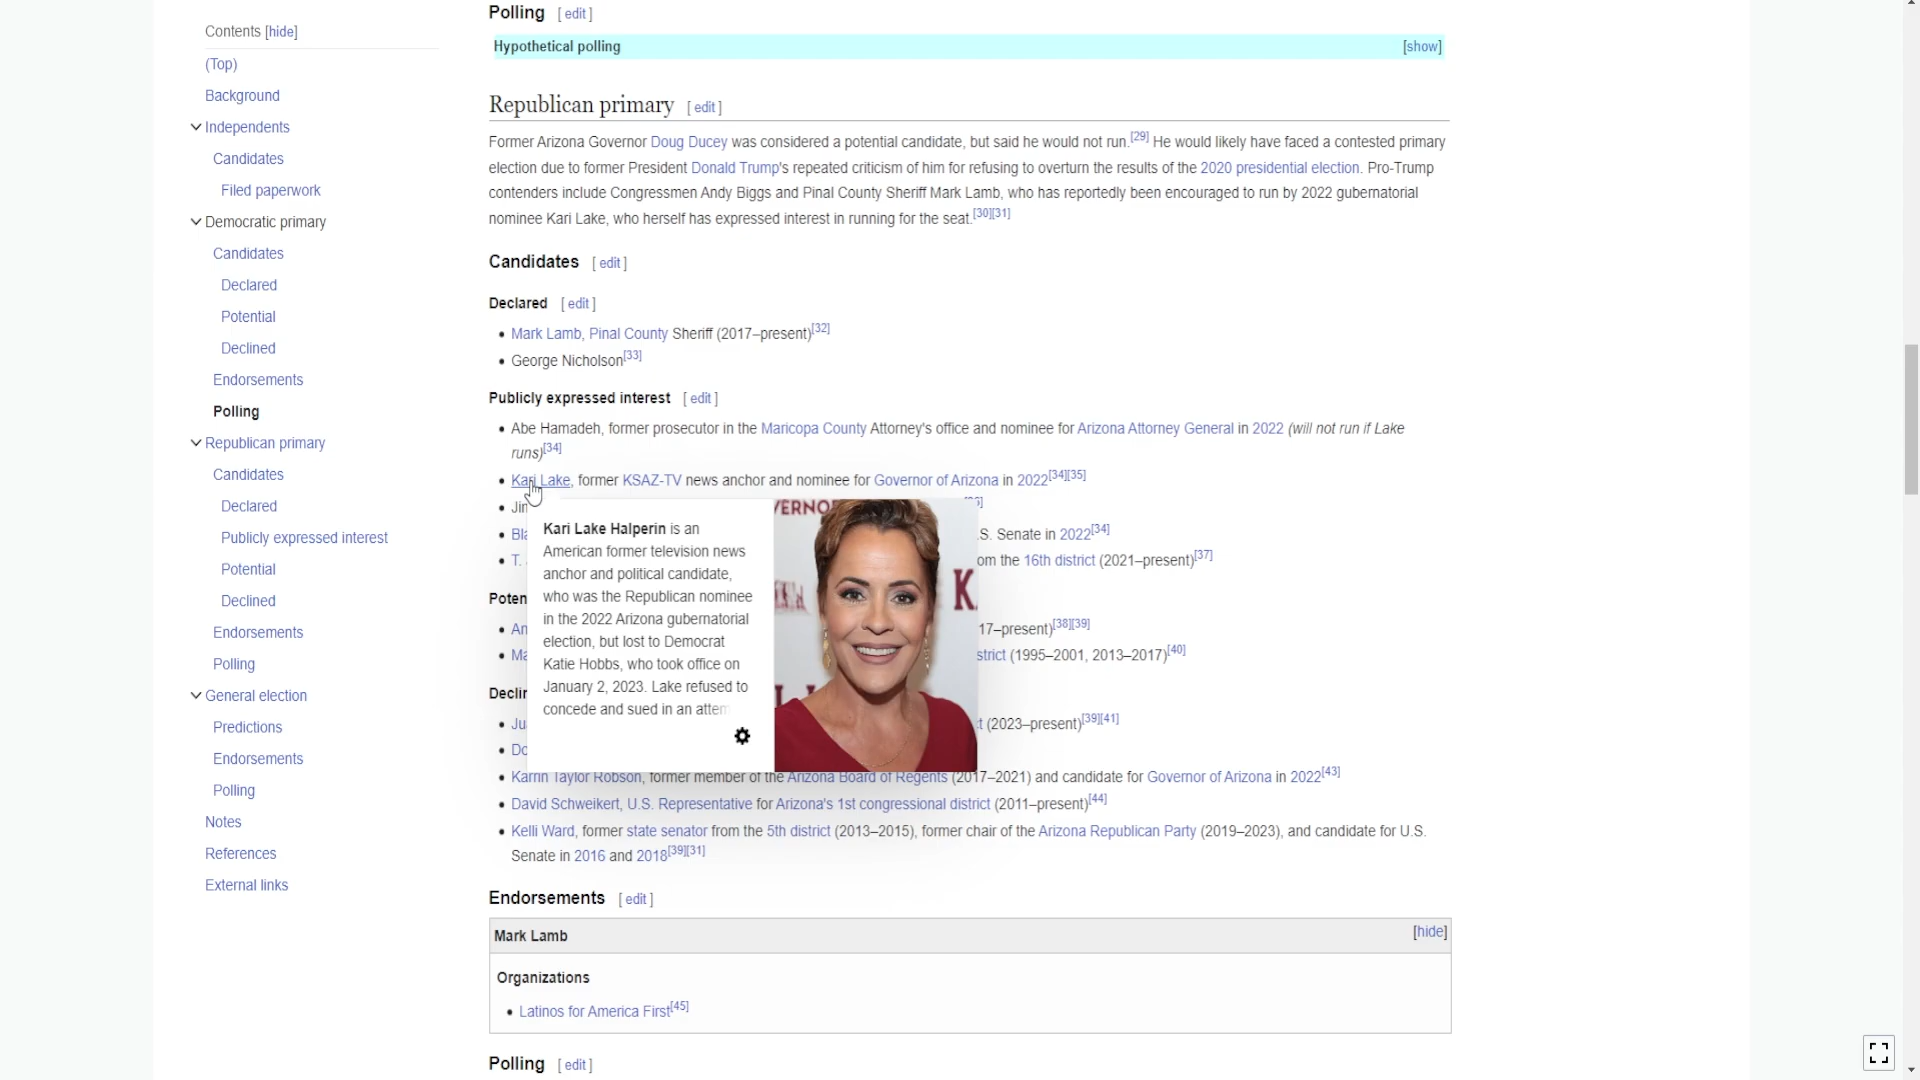 Contents [hide]
(Top)
Background
Independents
Candidates
Filed paperwork
Democratic primary
Candidates
Declared
Potential
Declined
Endorsements
Polling
Republican primary
Candidates
Declared
Publicly expressed interest
Potential
Declined
Endorsements
Polling
General election
Predictions
Endorsements
Polling
Notes
References
External links
Polling [ edit ]
Hypothetical polling [show]
Republican primary [ edit ]
Former Arizona Governor Doug Ducey was considered a potential candidate, but said he would not run.[29] He would likely have faced a contested primary
election due to former President Donald Trump's repeated criticism of him for refusing to overturn the results of the 2020 presidential election. Pro-Trump
contenders include Congressmen Andy Biggs and Pinal County Sheriff Mark Lamb, who has reportedly been encouraged to run by 2022 gubernatorial
nominee Kari Lake, who herself has expressed interest in running for the seat.[30][31]
Candidates [ edit ]
Declared [ edit ]
• Mark Lamb, Pinal County Sheriff (2017–present)[32]
• George Nicholson[33]
Publicly expressed interest [ edit ]
• Abe Hamadeh, former prosecutor in the Maricopa County Attorney's office and nominee for Arizona Attorney General in 2022 (will not run if Lake
runs)[34]
• Kari Lake, former KSAZ-TV news anchor and nominee for Governor of Arizona in 2022[34][35]
• Jim
• Bla .S. Senate in 2022[34]
• T. om the 16th district (2021–present)[37]
Poten
• An 17–present)[38][39]
• Ma strict (1995–2001, 2013–2017)[40]
Declin
• Ju t (2023–present)[39][41]
• Do
• Karrin Taylor Robson, former member of the Arizona Board of Regents (2017–2021) and candidate for Governor of Arizona in 2022[43]
• David Schweikert, U.S. Representative for Arizona's 1st congressional district (2011–present)[44]
• Kelli Ward, former state senator from the 5th district (2013–2015), former chair of the Arizona Republican Party (2019–2023), and candidate for U.S.
Senate in 2016 and 2018[39][31]
Kari Lake Halperin is an
American former television news
anchor and political candidate,
who was the Republican nominee
in the 2022 Arizona gubernatorial
election, but lost to Democrat
Katie Hobbs, who took office on
January 2, 2023. Lake refused to
concede and sued in an attem
VERNO
K
Endorsements [ edit ]
Mark Lamb [hide]
Organizations
• Latinos for America First[45]
Polling [ edit ]